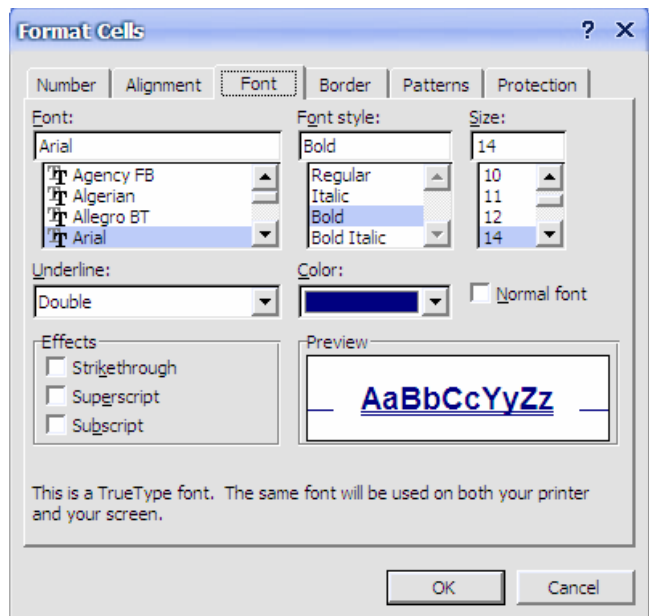 Format Cells ? X
Number Alignment Font Border Patterns Protection
Font: Font style: Size:
Arial Bold 14
Agency FB Regular 10
Algerian Italic 11
Allegro BT Bold 12
Arial Bold Italic 14
Underline: Color:
Double Normal font
Effects Preview
Strikethrough
Superscript AaBbCcYyZz
Subscript
This is a TrueType font. The same font will be used on both your printer
and your screen.
OK Cancel